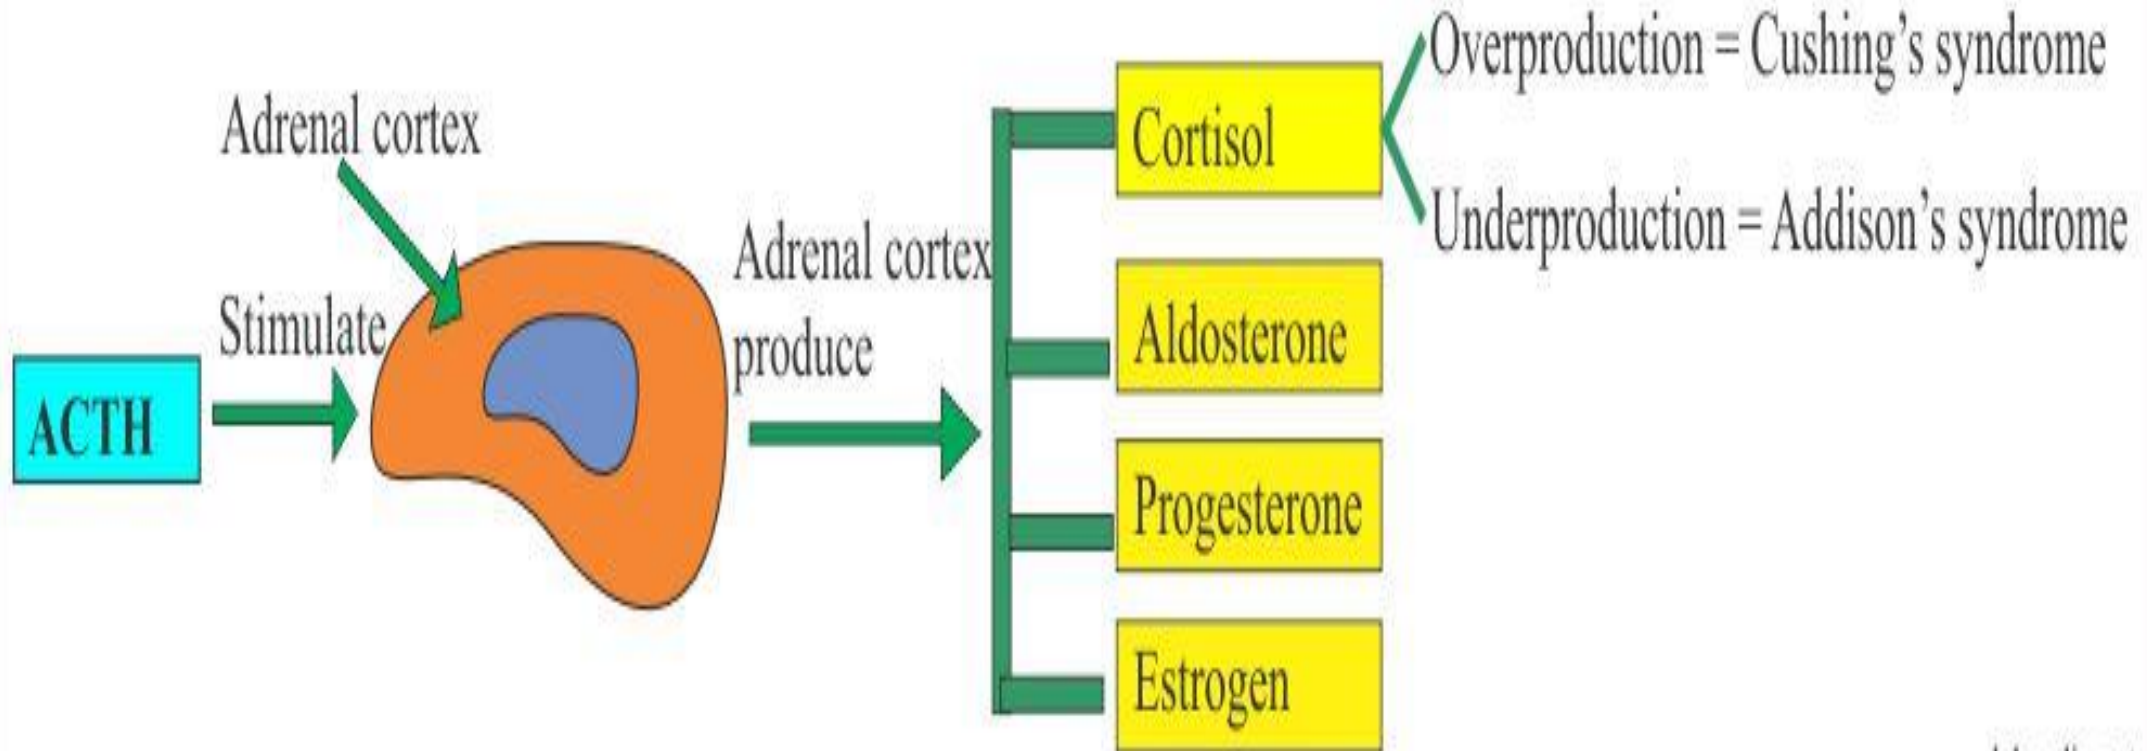 Adrenal cortex
Stimulate
ACTH
Adrenal cortex
produce
Cortisol
Overproduction = Cushing's syndrome
Underproduction = Addison's syndrome
Aldosterone
Progesterone
Estrogen